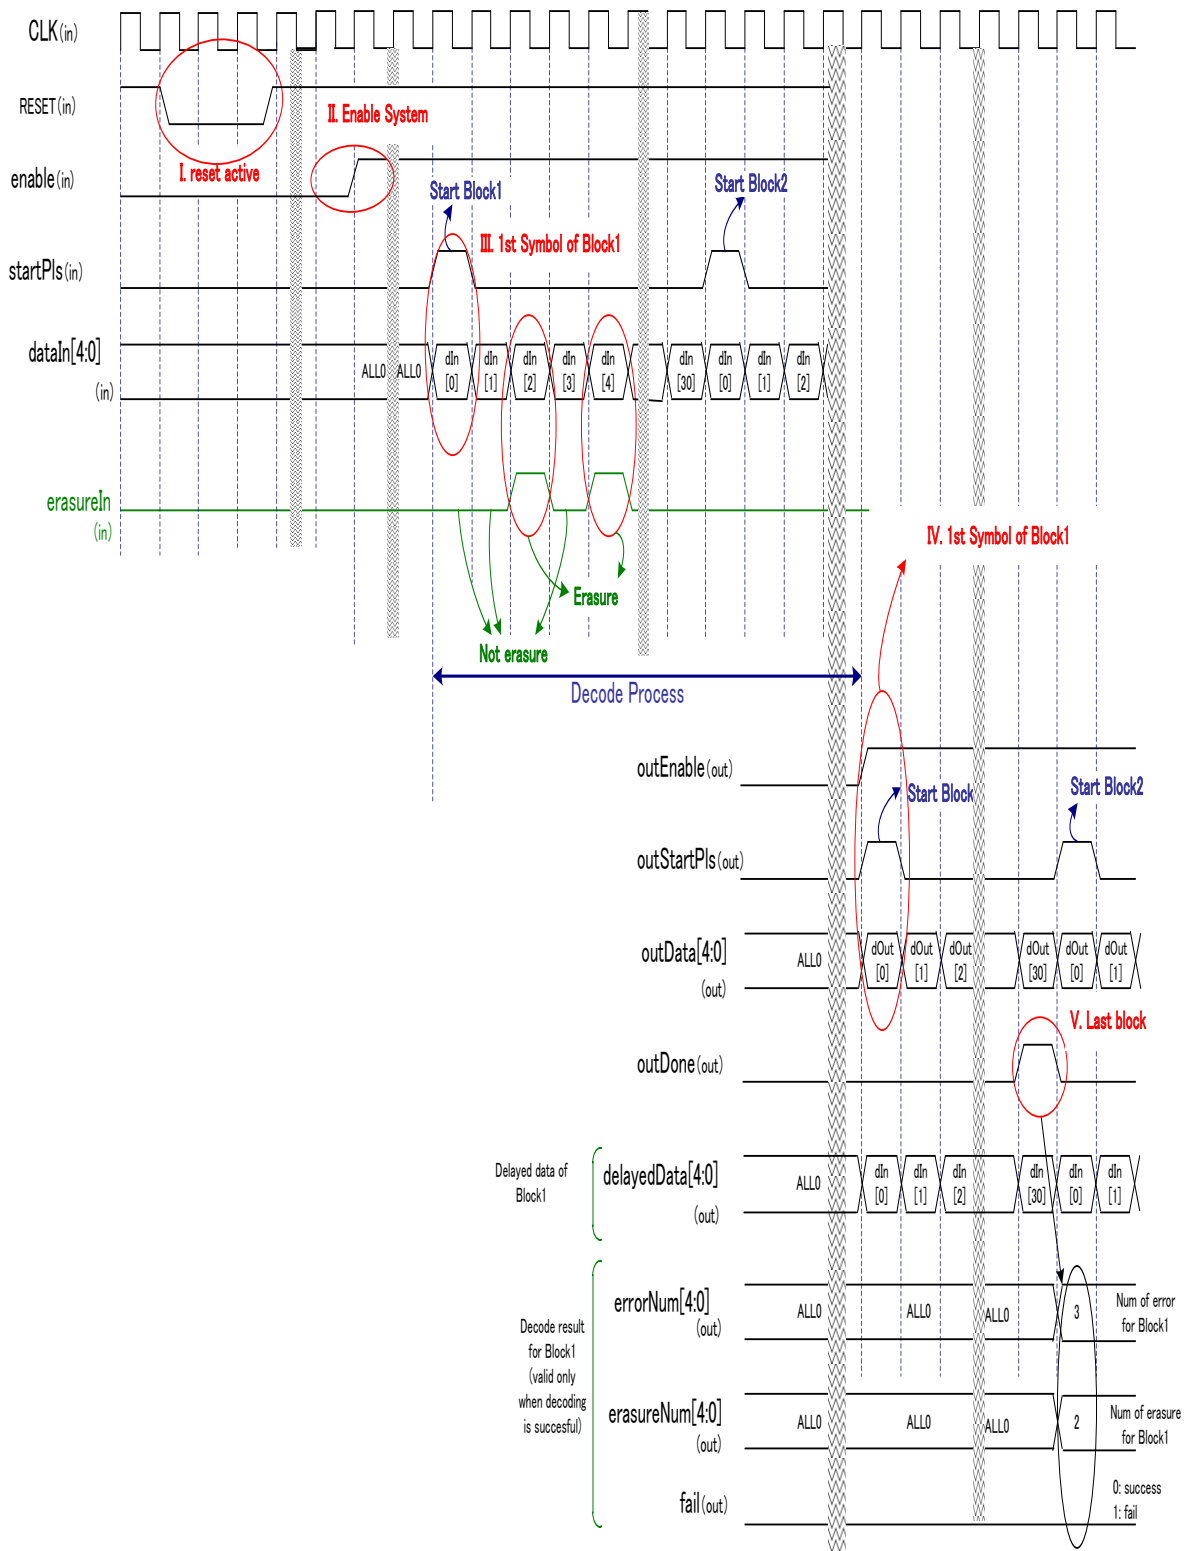 CLK(in)
RESET(in)
II. Enable System
I. reset active
enable(in)
Start Block1
Start Block2
III. 1st Symbol of Block1
startPls(in)
dataIn[4:0]
(in)
ALL0 ALL0 dIn [0] dIn [1] dIn [2] dIn [3] dIn [4] dIn [30] dIn [0] dIn [1] dIn [2]
erasureIn
(in)
IV. 1st Symbol of Block1
Erasure
Not erasure
Decode Process
outEnable(out)
Start Block
Start Block2
outStartPls(out)
outData[4:0]
(out)
ALL0 dOut [0] dOut [1] dOut [2] dOut [30] dOut [0] dOut [1]
V. Last block
outDone(out)
Delayed data of
Block1
delayedData[4:0]
(out)
ALL0 dIn [0] dIn [1] dIn [2] dIn [30] dIn [0] dIn [1]
errorNum[4:0]
(out)
ALL0 ALL0 ALL0 3
Num of error
for Block1
Decode result
for Block1
(valid only
when decoding
is succesful)
erasureNum[4:0]
(out)
ALL0 ALL0 ALL0 2
Num of erasure
for Block1
fail(out)
0: success
1: fail